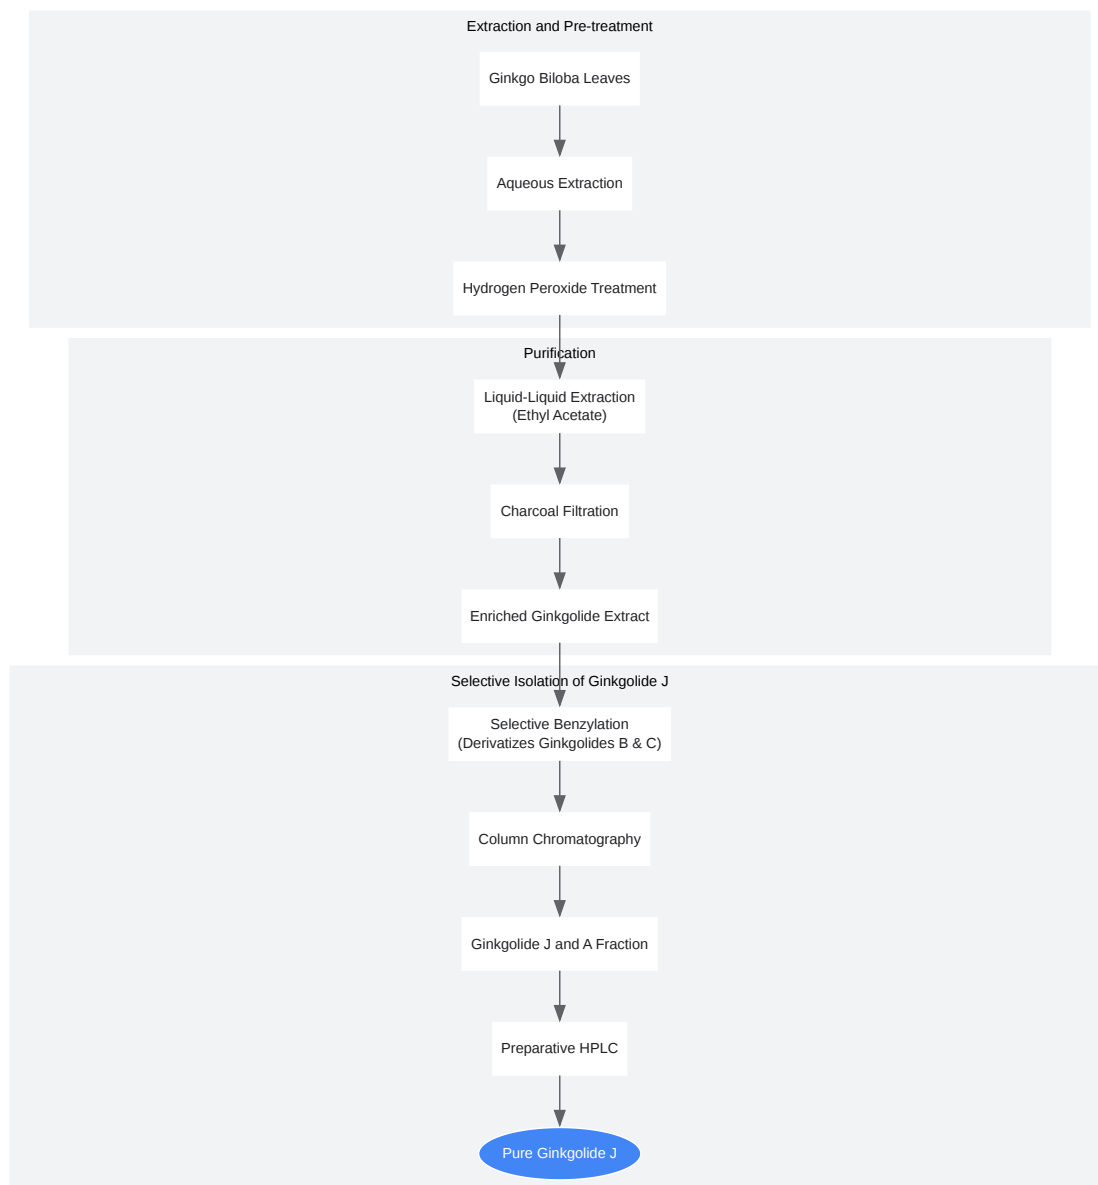 Extraction and Pre-treatment
Ginkgo Biloba Leaves
Aqueous Extraction
Hydrogen Peroxide Treatment
Purification
Liquid-Liquid Extraction
(Ethyl Acetate)
Charcoal Filtration
Enriched Ginkgolide Extract
Selective Isolation of Ginkgolide J
Selective Benzylation
(Derivatizes Ginkgolides B & C)
Column Chromatography
Ginkgolide J and A Fraction
Preparative HPLC
Pure Ginkgolide J